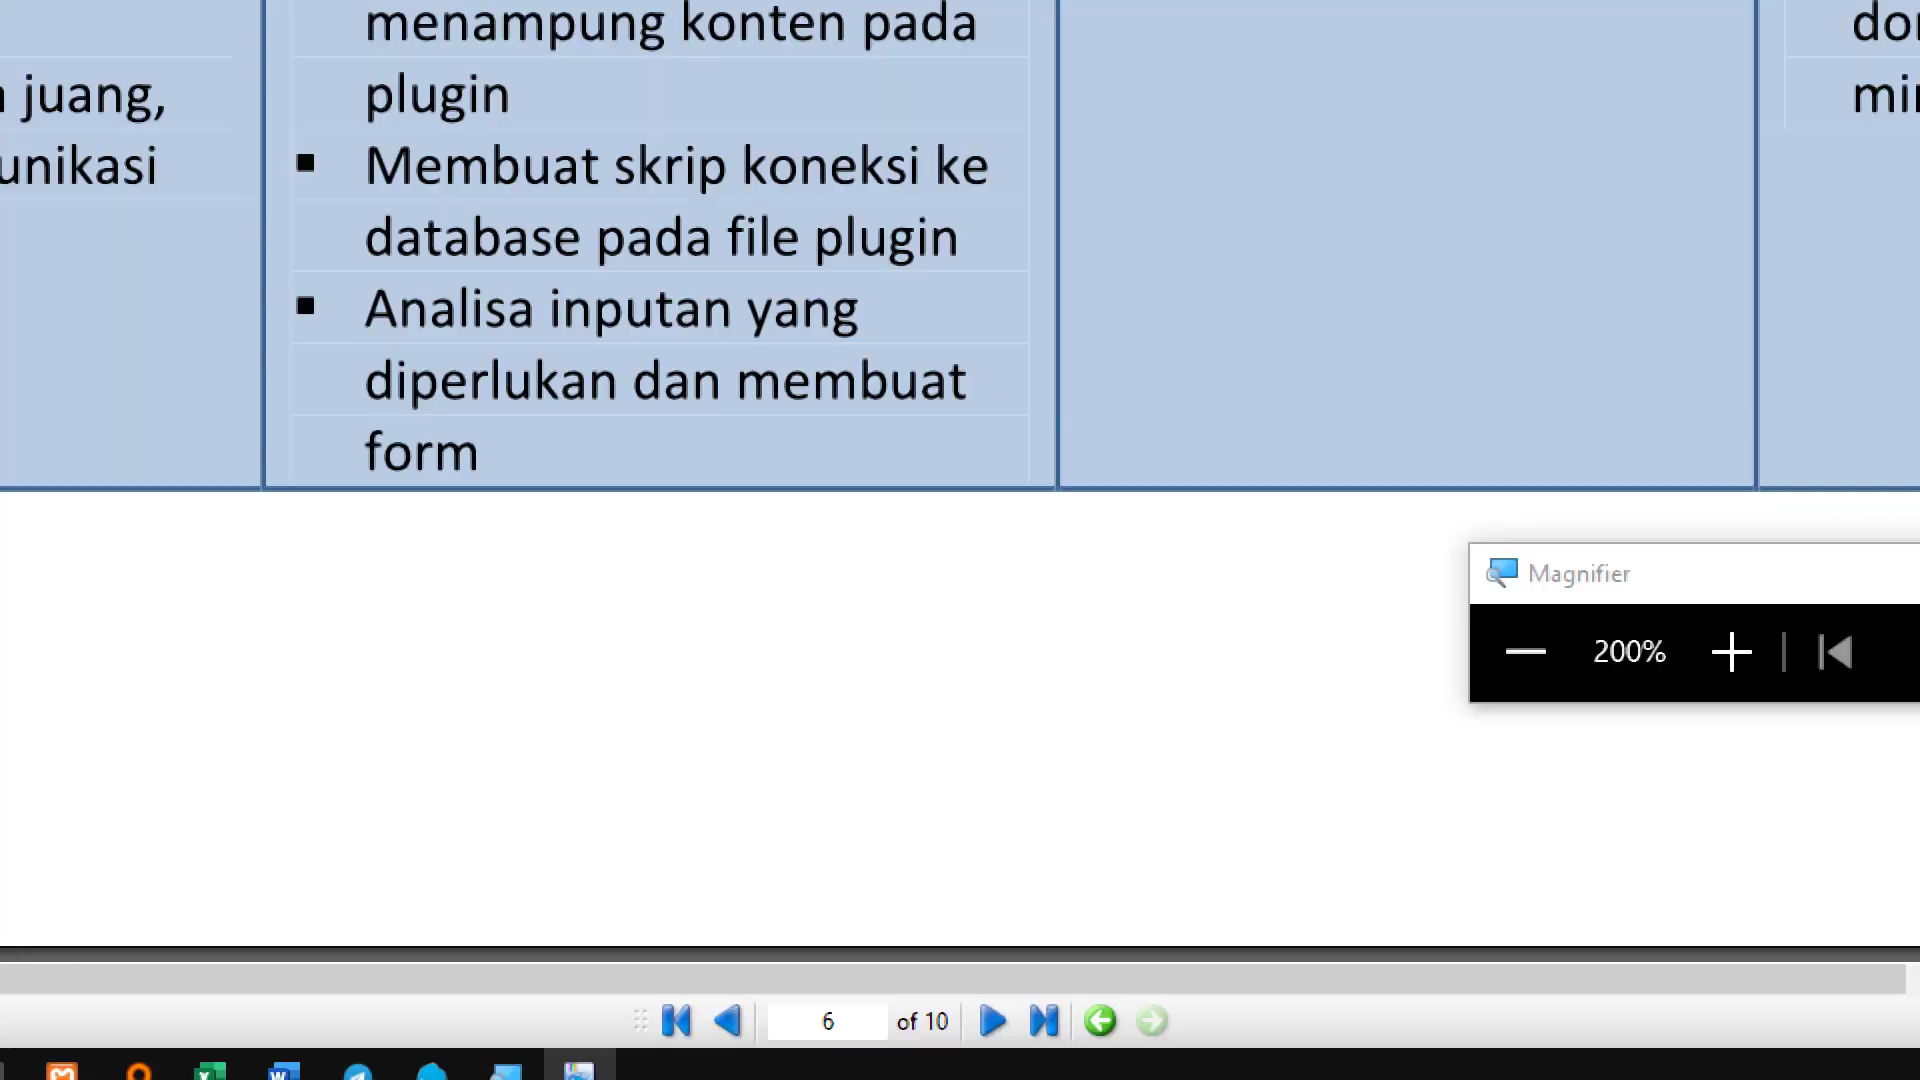 menampung konten pada
plugin
juang,
Membuat skrip koneksi ke
database pada file plugin
Analisa inputan yang
diperlukan dan membuat
form
Magnifier
200%
6 of 10